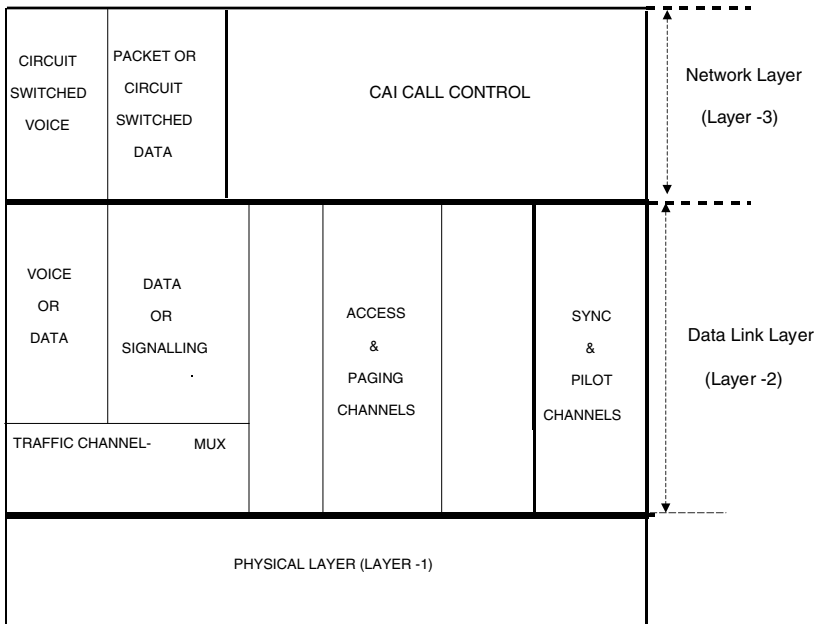 CIRCUIT
SWITCHED
VOICE
PACKET OR
CIRCUIT
SWITCHED
DATA
CAI CALL CONTROL
Network Layer
(Layer -3)
VOICE
OR
DATA
DATA
OR
SIGNALLING
ACCESS
&
PAGING
CHANNELS
SYNC
&
PILOT
CHANNELS
Data Link Layer
(Layer -2)
TRAFFIC CHANNEL- MUX
PHYSICAL LAYER (LAYER -1)